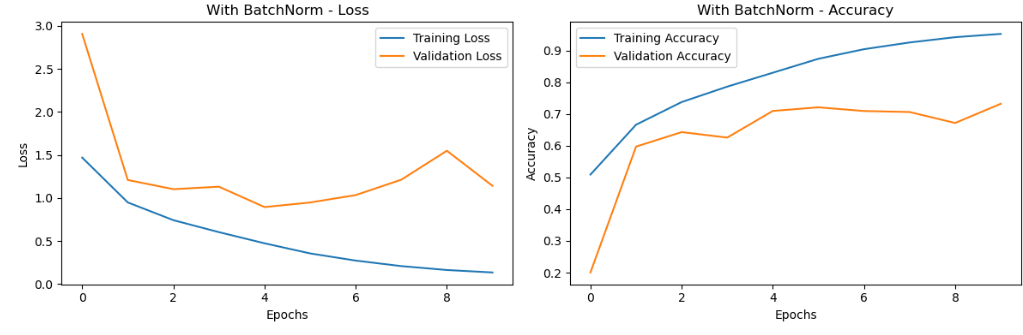 With BatchNorm - Loss
3.0
2.5
2.0
1.5
1.0
0.5
0.0
Loss
0 2 4 6 8
Epochs
Training Loss
Validation Loss
With BatchNorm - Accuracy
0.9
0.8
0.7
0.6
0.5
0.4
0.3
0.2
Accuracy
0 2 4 6 8
Epochs
Training Accuracy
Validation Accuracy